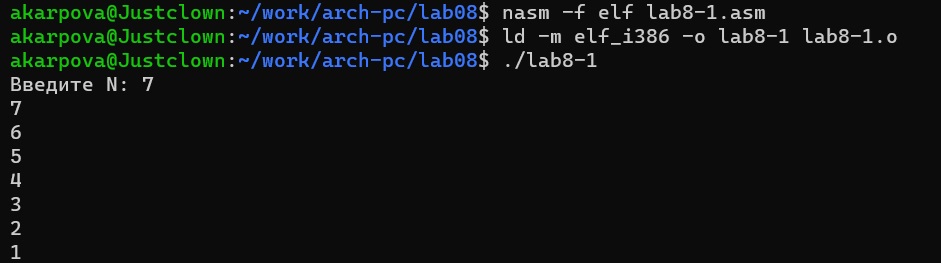 akarpova@Justclown:~/work/arch-pc/lab08$ nasm -f elf lab8-1.asm
akarpova@Justclown:~/work/arch-pc/lab08$ ld -m elf_i386 -o lab8-1 lab8-1.o
akarpova@Justclown:~/work/arch-pc/lab08$ ./lab8-1
Введите N: 7
7
6
5
4
3
2
1